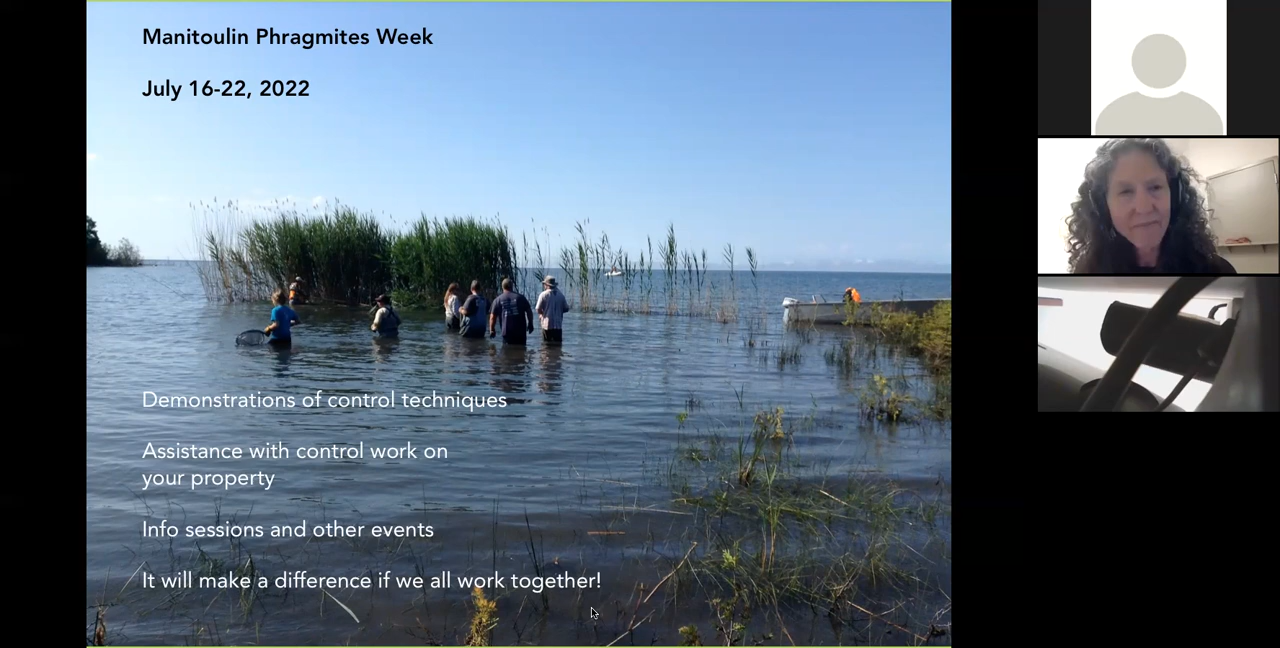 Manitoulin Phragmites Week
July 16-22, 2022
Demonstrations of control techniques
Assistance with control work on
your property
Info sessions and other events
It will make a difference if we all work together!